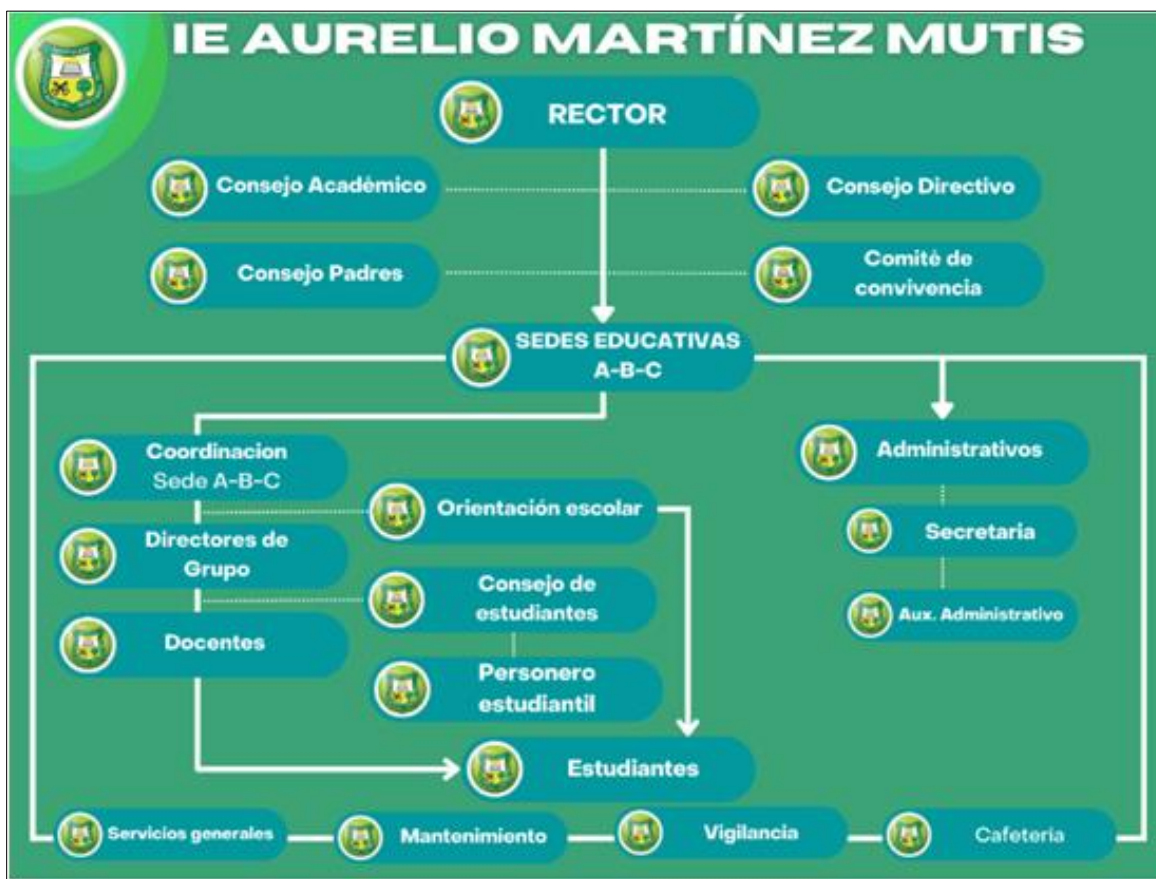 IE AURELIO MARTÍNEZ MUTIS
RECTOR
Consejo Académico
Consejo Directivo
Consejo Padres
Comité de
convivencia
SEDES EDUCATIVAS
A-B-C
Coordinacion
Sede A-B-C
Administrativos
Orientación escolar
Secretaria
Directores de
Grupo
Consejo de
estudiantes
Aux. Administrativo
Docentes
Personero
estudiantil
Estudiantes
Servicios generales
Mantenimiento
Vigilancia
Cafeteria